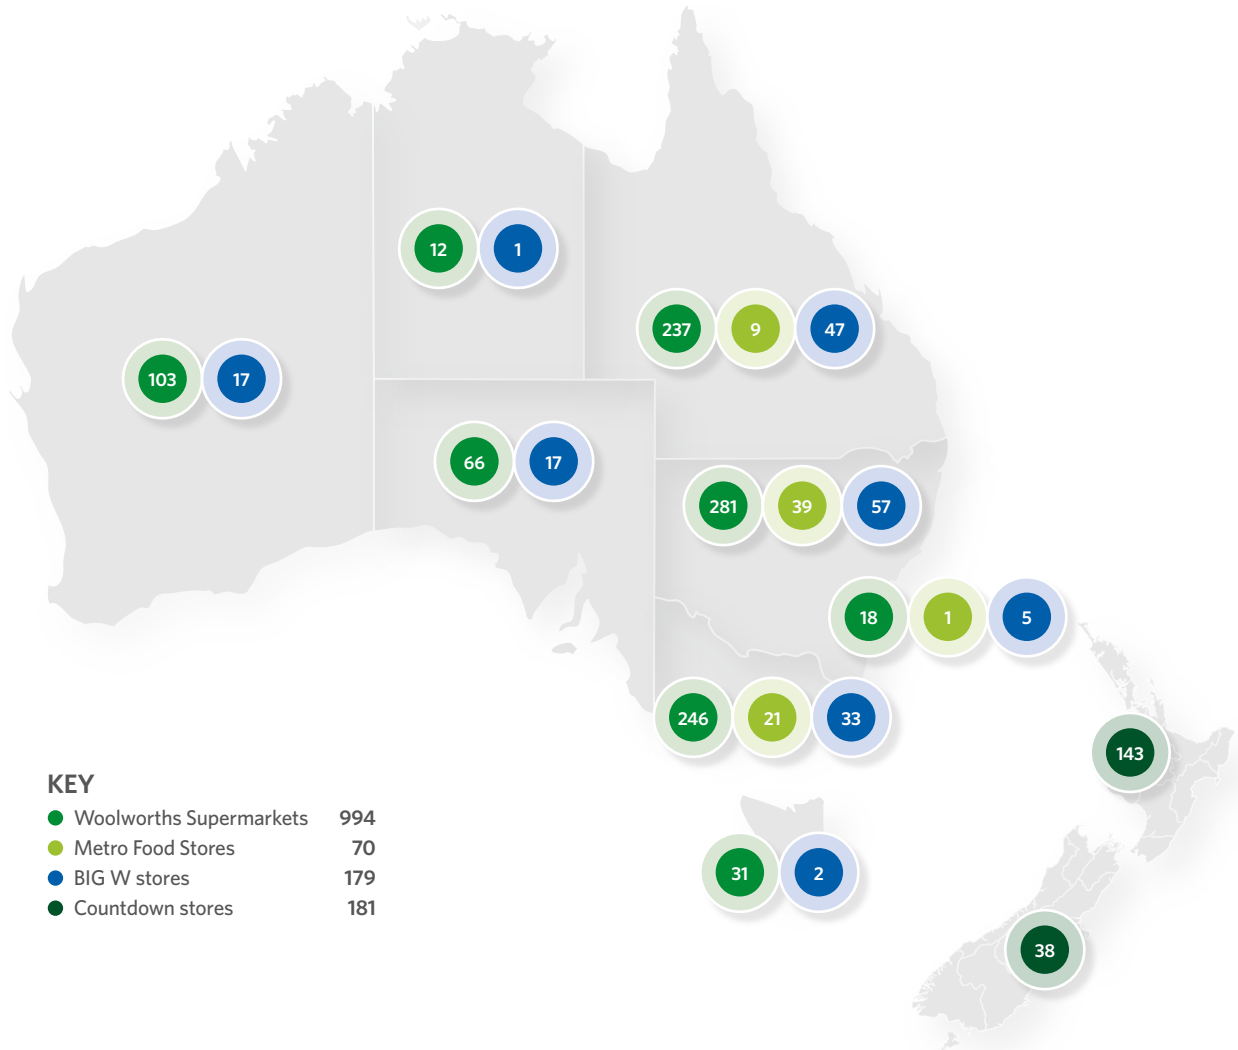 12 1
237 9 47
103 17
66 17
281 39 57
18 1 5
246 21 33
143
KEY
Woolworths Supermarkets 994
Metro Food Stores 70
BIG W stores 179
Countdown stores 181
31 2
38